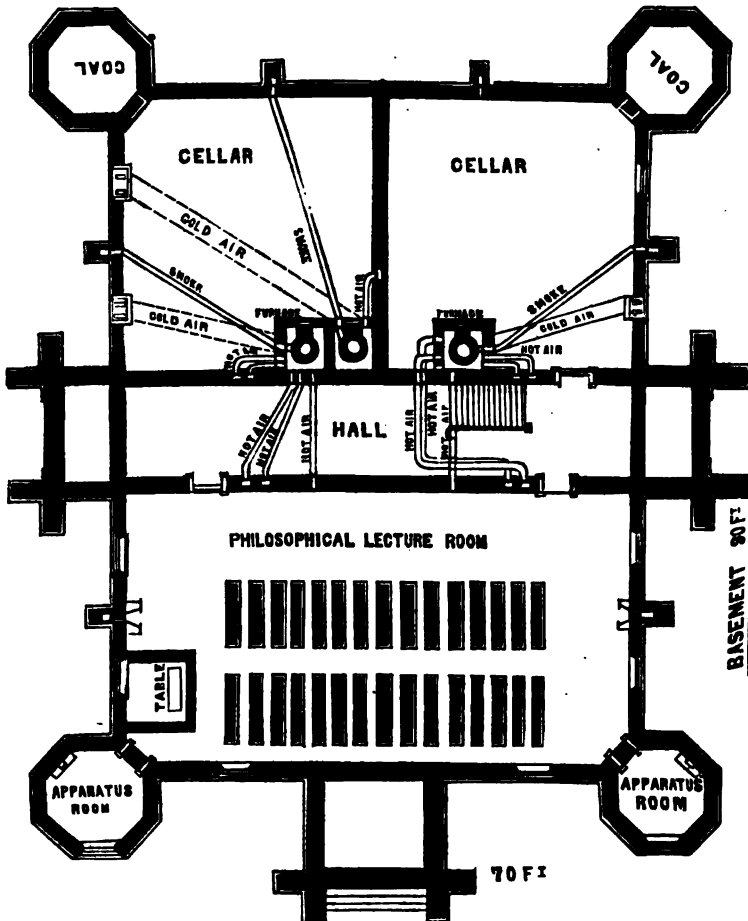 COAL
COAL
CELLAR
CELLAR
COLD AIR
SMOKE
SMOKE
HOT AIR
SMOKE
COLD AIR
FURNACE
FURNACE
COLD AIR
HOT AIR
HOT AIR
HOT AIR
HOT AIR
HOT AIR
HALL
HOT AIR
HOT AIR
HOT AIR
PHILOSOPHICAL LECTURE ROOM
BASEMENT 90 FT
TABLE
APPARATUS
ROOM
APPARATUS
ROOM
70 FT